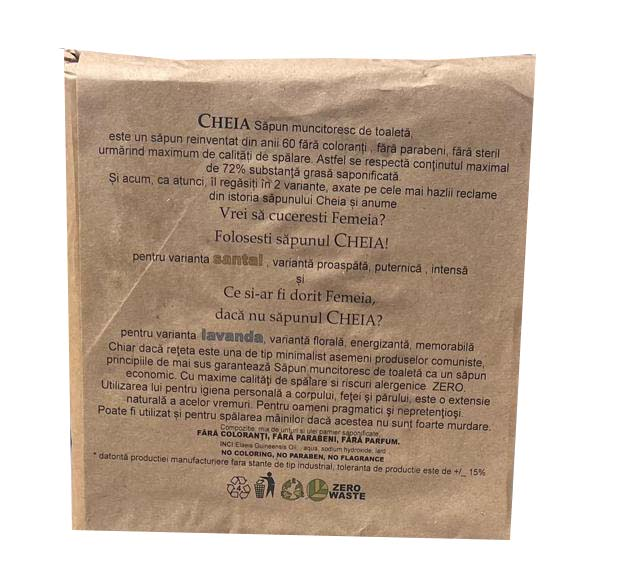 CHEIA Săpun muncitoresc de toaletă,
este un săpun reinventat din anii 60 fără coloranți , fără parabeni, fără steril
urmărind maximum de calități de spălare. Astfel se respectă conținutul maximal
de 72% substanță grasă saponificată.
Și acum, ca atunci, îl regăsiți în 2 variante, axate pe cele mai hazlii reclame
din istoria săpunului Cheia și anume
Vrei să cuceresti Femeia?
Folosesti săpunul CHEIA!
pentru varianta santal , variantă proaspătă, puternică , intensă
și
Ce si-ar fi dorit Femeia,
dacă nu săpunul CHEIA?
pentru varianta lavanda, variantă florală, energizantă, memorabilă
Chiar dacă rețeta este una de tip minimalist asemeni produselor comuniste,
principiile de mai sus garantează Săpun muncitoresc de toaletă ca un săpun
economic. Cu maxime calități de spălare si riscuri alergenice ZERO.
Utilizarea lui pentru igiena personală a corpului, feței și părului, este o extensie
naturală a acelor vremuri. Pentru oameni pragmatici și nepretențioși.
Poate fi utilizat și pentru spălarea mâinilor dacă acestea nu sunt foarte murdare.
Compozitie: mix de unturi si ulei palmier saponificate,
FĂRĂ COLORANȚI, FĂRĂ PARABENI, FĂRĂ PARFUM.
INCI:Elaeis Guineensis Oil , aqua, sodium hydroxide, lard
NO COLORING, NO PARABEN, NO FLAGRANCE
* datorită productiei manufacturiere fara stante de tip industrial, toleranta de productie este de +/_ 15%
4
ZERO
WASTE